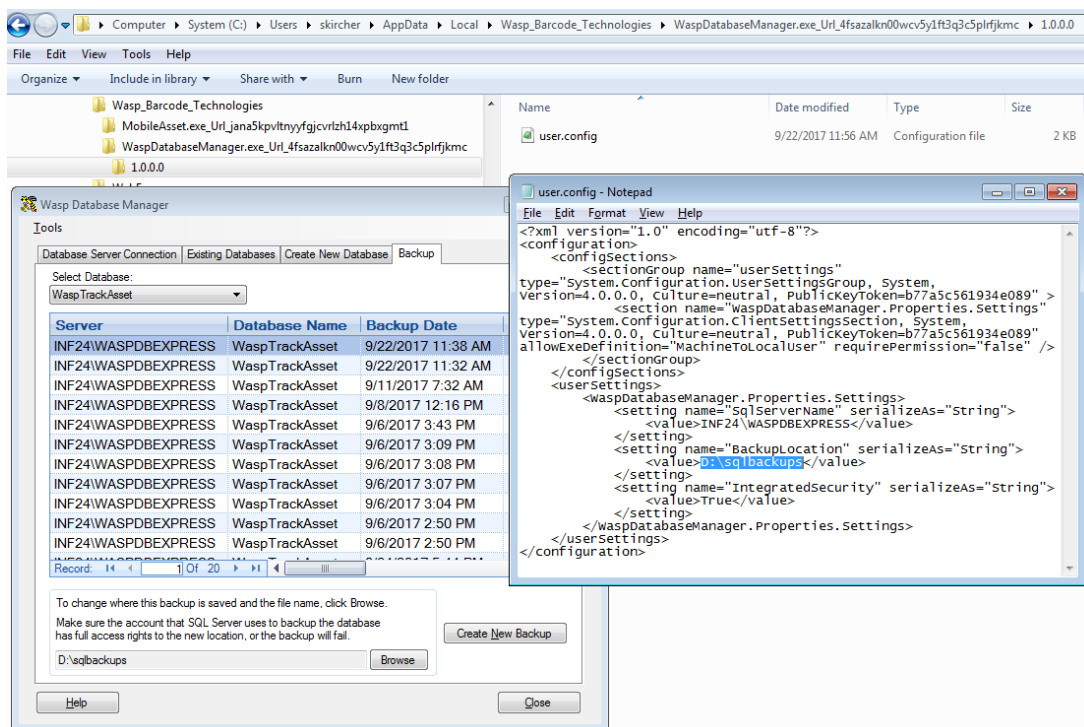 Computer ▸ System (C:) ▸ Users ▸ skircher ▸ AppData ▸ Local ▸ Wasp_Barcode_Technologies ▸ WaspDatabaseManager.exe_Url_4fsazalkn00wcv5y1ft3q3c5plrfjkmc ▸ 1.0.0.0
File Edit View Tools Help
Organize Include in library Share with Burn New folder
Wasp_Barcode_Technologies
MobileAsset.exe_Url_jana5kpvltnyyfgjcvrlzh14xpbxgmt1
WaspDatabaseManager.exe_Url_4fsazalkn00wcv5y1ft3q3c5plrfjkmc
1.0.0.0
Name Date modified Type Size
user.config 9/22/2017 11:56 AM Configuration file 2 KB
Wasp Database Manager
Tools
Database Server Connection Existing Databases Create New Database Backup
Select Database:
WaspTrackAsset
Server Database Name Backup Date
INF24\WASPDBEXPRESS WaspTrackAsset 9/22/2017 11:38 AM
INF24\WASPDBEXPRESS WaspTrackAsset 9/22/2017 11:32 AM
INF24\WASPDBEXPRESS WaspTrackAsset 9/11/2017 7:32 AM
INF24\WASPDBEXPRESS WaspTrackAsset 9/8/2017 12:16 PM
INF24\WASPDBEXPRESS WaspTrackAsset 9/6/2017 3:43 PM
INF24\WASPDBEXPRESS WaspTrackAsset 9/6/2017 3:09 PM
INF24\WASPDBEXPRESS WaspTrackAsset 9/6/2017 3:08 PM
INF24\WASPDBEXPRESS WaspTrackAsset 9/6/2017 3:07 PM
INF24\WASPDBEXPRESS WaspTrackAsset 9/6/2017 3:04 PM
INF24\WASPDBEXPRESS WaspTrackAsset 9/6/2017 2:50 PM
INF24\WASPDBEXPRESS WaspTrackAsset 9/6/2017 2:50 PM
Record: 1 Of 20
To change where this backup is saved and the file name, click Browse.
Make sure the account that SQL Server uses to backup the database
has full access rights to the new location, or the backup will fail.
D:\sqlbackups Browse
Create New Backup
Help Close
user.config - Notepad
File Edit Format View Help
<?xml version="1.0" encoding="utf-8"?>
<configuration>
<configSections>
<sectionGroup name="userSettings"
type="System.Configuration.UserSettingsGroup, System,
Version=4.0.0.0, Culture=neutral, PublicKeyToken=b77a5c561934e089" >
<section name="WaspDatabaseManager.Properties.Settings"
type="System.Configuration.ClientSettingsSection, System,
Version=4.0.0.0, Culture=neutral, PublicKeyToken=b77a5c561934e089"
allowExeDefinition="MachineToLocalUser" requirePermission="false" />
</sectionGroup>
</configSections>
<userSettings>
<WaspDatabaseManager.Properties.Settings>
<setting name="SqlServerName" serializeAs="String">
<value>INF24\WASPDBEXPRESS</value>
</setting>
<setting name="BackupLocation" serializeAs="String">
<value>D:\sqlbackups</value>
</setting>
<setting name="IntegratedSecurity" serializeAs="String">
<value>True</value>
</setting>
</WaspDatabaseManager.Properties.Settings>
</userSettings>
</configuration>